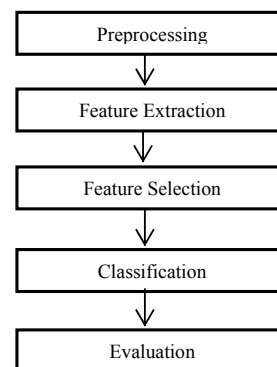 Preprocessing
Feature Extraction
Feature Selection
Classification
Evaluation